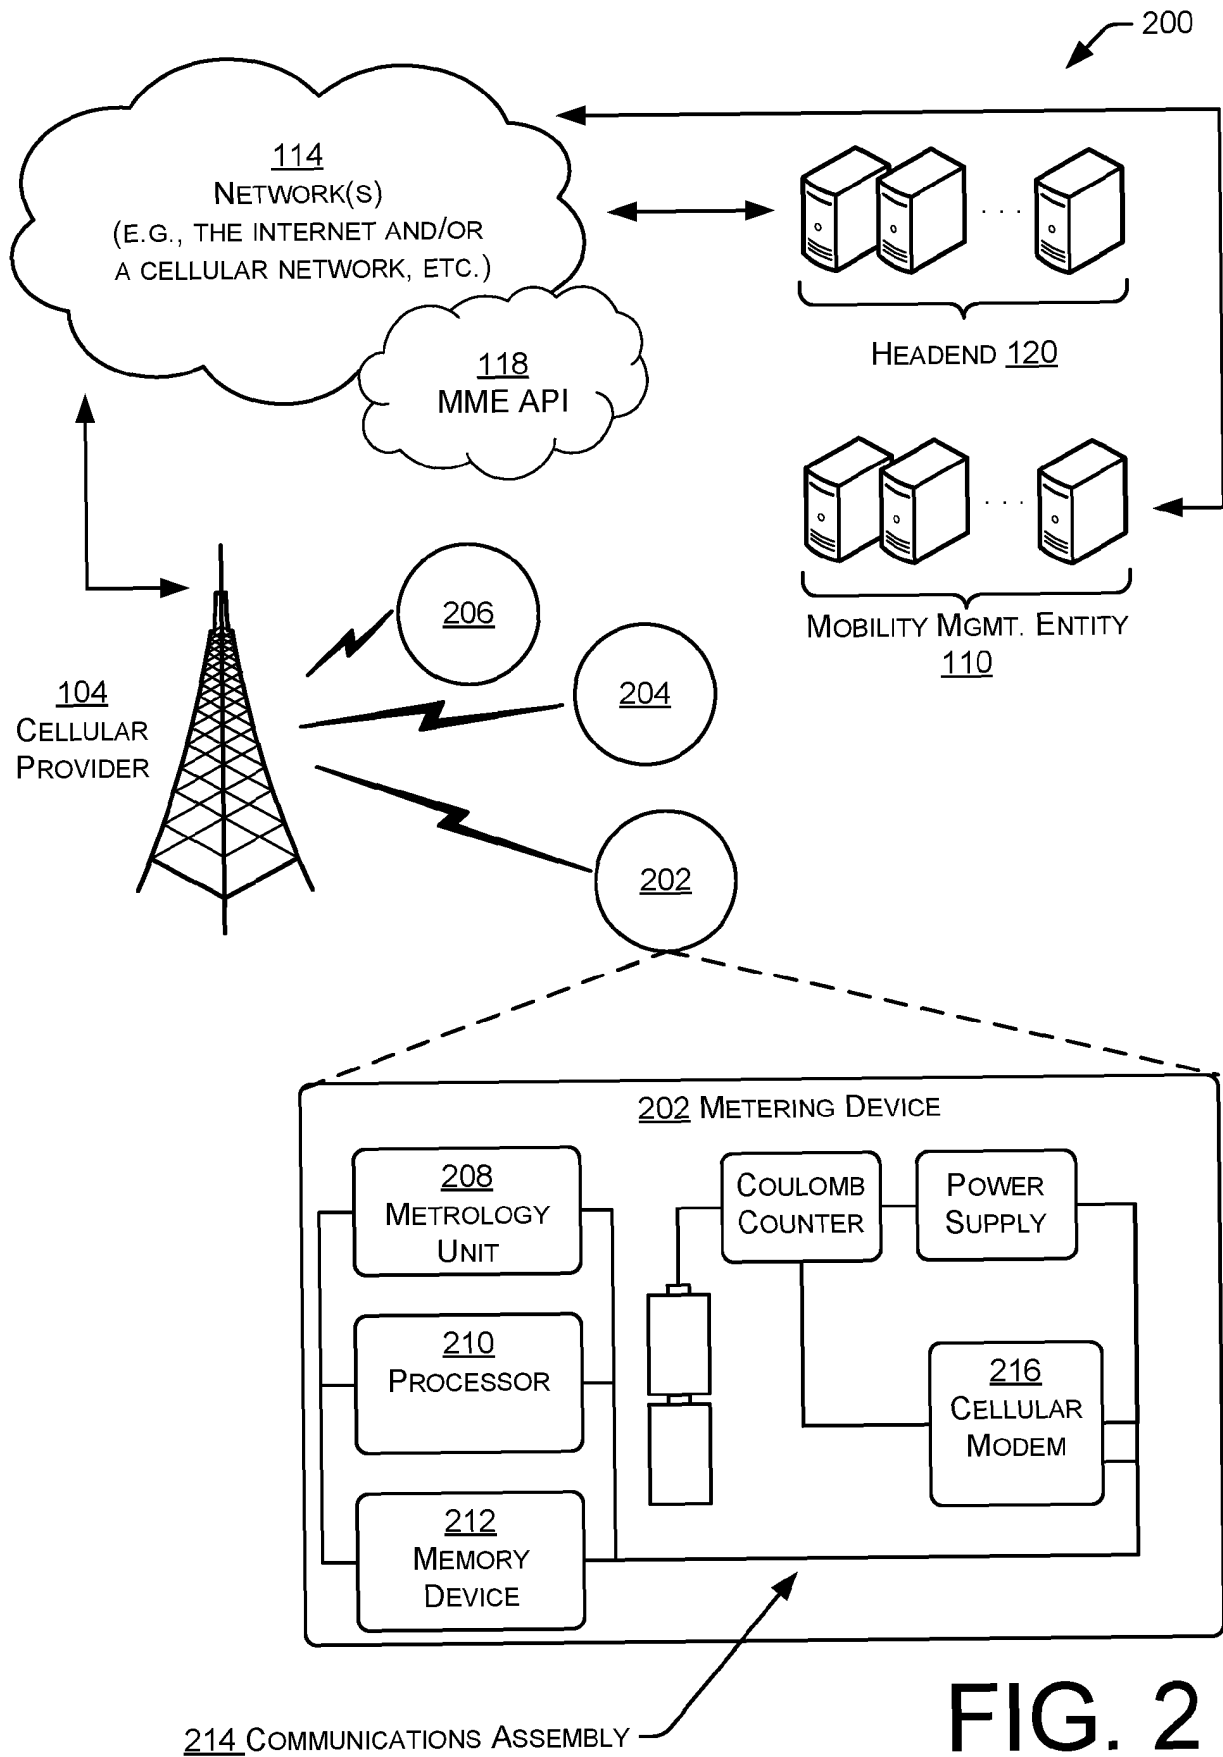 200
114
NETWORK(S)
(E.G., THE INTERNET AND/OR
A CELLULAR NETWORK, ETC.)
118
MME API
HEADEND 120
MOBILITY MGMT. ENTITY
110
206
204
202
104
CELLULAR
PROVIDER
202 METERING DEVICE
208
METROLOGY
UNIT
210
PROCESSOR
212
MEMORY
DEVICE
COULOMB
COUNTER
POWER
SUPPLY
216
CELLULAR
MODEM
214 COMMUNICATIONS ASSEMBLY
FIG. 2